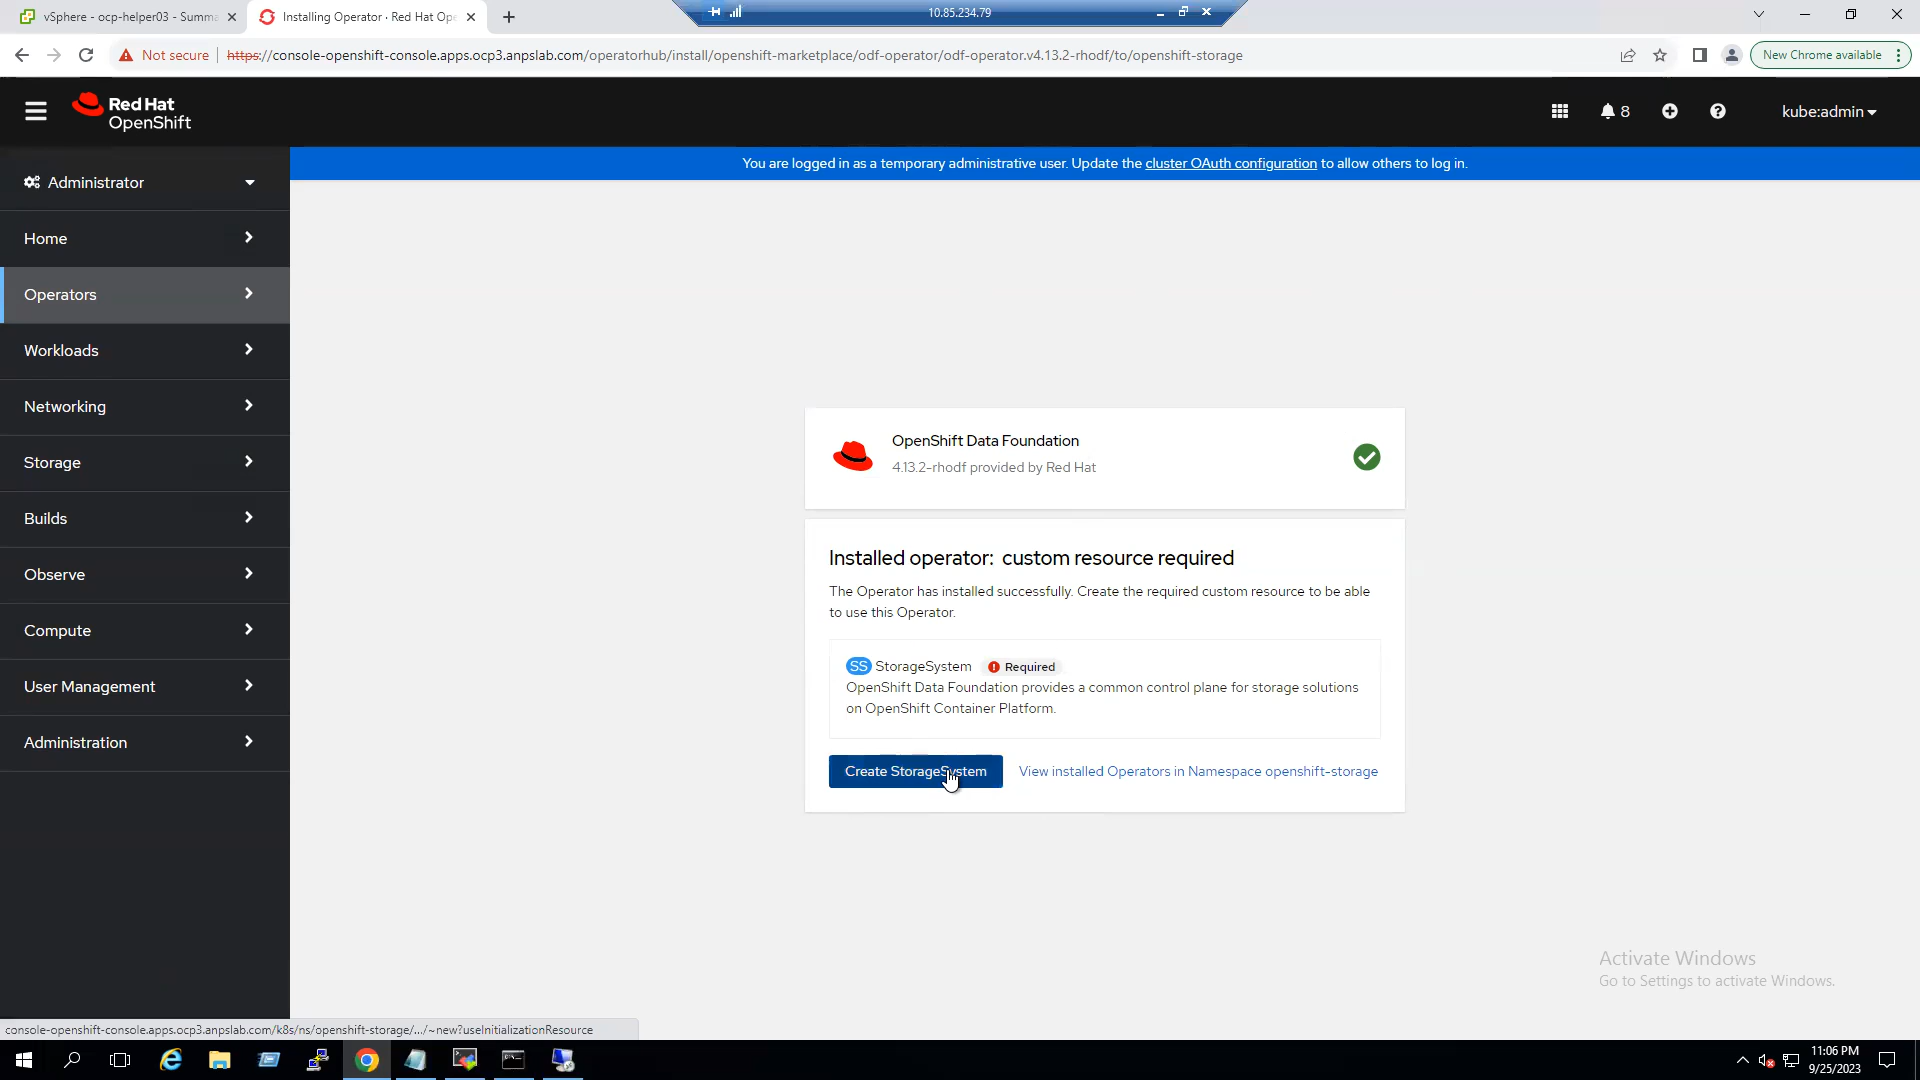 vSphere - ocp-helper03 - Summa
Installing Operator · Red Hat Ope
10.85.234.79
Not secure
https://console-openshift-console.apps.ocp3.anpslab.com/operatorhub/install/openshift-marketplace/odf-operator/odf-operator.v4.13.2-rhodf/to/openshift-storage
New Chrome available
Red Hat
OpenShift
8
kube:admin
You are logged in as a temporary administrative user. Update the cluster OAuth configuration to allow others to log in.
Administrator
Home
Operators
Workloads
Networking
Storage
Builds
Observe
Compute
User Management
Administration
OpenShift Data Foundation
4.13.2-rhodf provided by Red Hat
Installed operator: custom resource required
The Operator has installed successfully. Create the required custom resource to be able
to use this Operator.
SS StorageSystem Required
OpenShift Data Foundation provides a common control plane for storage solutions
on OpenShift Container Platform.
Create StorageSystem
View installed Operators in Namespace openshift-storage
Activate Windows
Go to Settings to activate Windows.
console-openshift-console.apps.ocp3.anpslab.com/k8s/ns/openshift-storage/.../~new?useInitializationResource
11:06 PM
9/25/2023